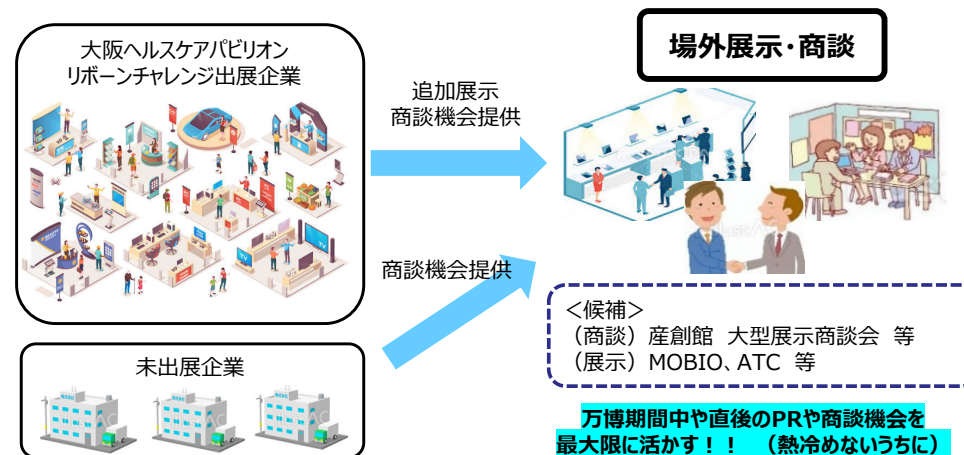 大阪ヘルスケアパビリオン
リボーンチャレンジ出展企業
追加展示
商談機会提供
場外展示・商談
商談機会提供
未出展企業
＜候補＞
（商談）産創館 大型展示商談会 等
（展示）MOBIO、ATC 等
万博期間中や直後のPRや商談機会を
最大限に活かす！！ （熱冷めないうちに）